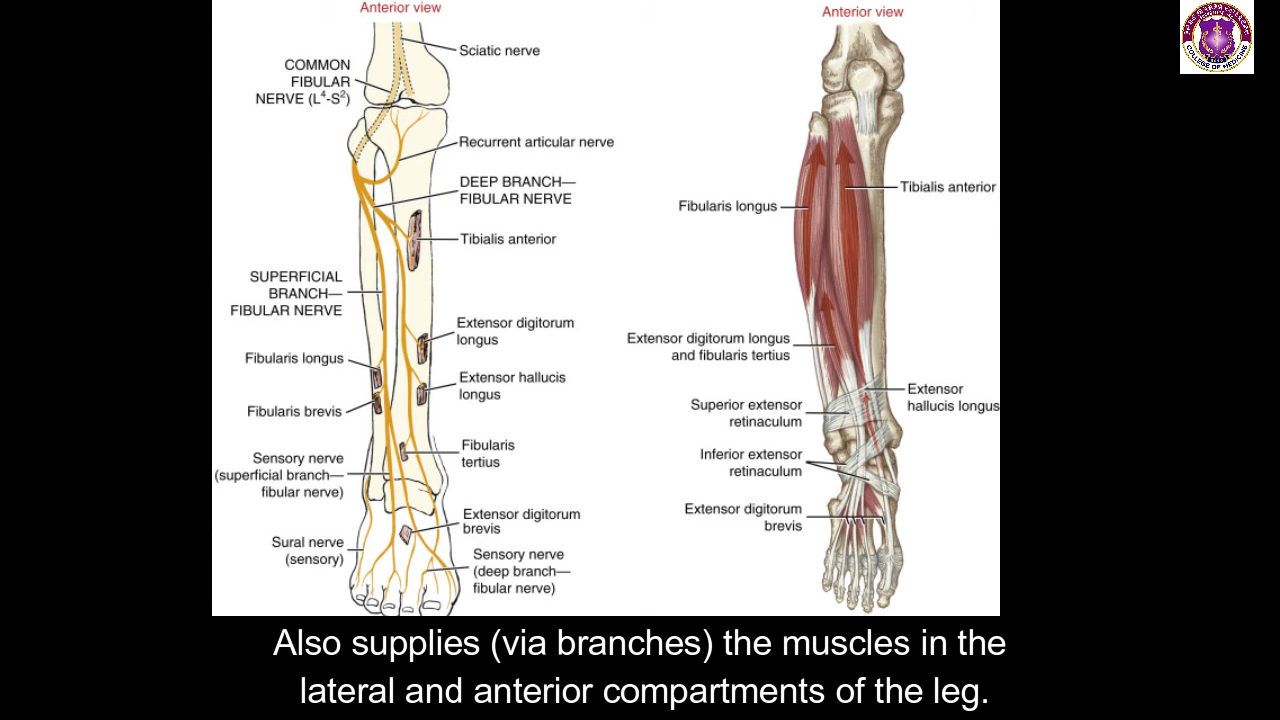 Anterior view
Sciatic nerve
COMMON
FIBULAR
NERVE (L4-S2)
Recurrent articular nerve
DEEP BRANCH—
FIBULAR NERVE
Tibialis anterior
SUPERFICIAL
BRANCH—
FIBULAR NERVE
Extensor digitorum
longus
Fibularis longus
Extensor hallucis
longus
Fibularis brevis
Fibularis
tertius
Sensory nerve
(superficial branch—
fibular nerve)
Extensor digitorum
brevis
Sural nerve
(sensory)
Sensory nerve
(deep branch—
fibular nerve)
Anterior view
Tibialis anterior
Fibularis longus
Extensor digitorum longus
and fibularis tertius
Extensor
hallucis longus
Superior extensor
retinaculum
Inferior extensor
retinaculum
Extensor digitorum
brevis
COLLEGE OF MEDICINE
Also supplies (via branches) the muscles in the
lateral and anterior compartments of the leg.